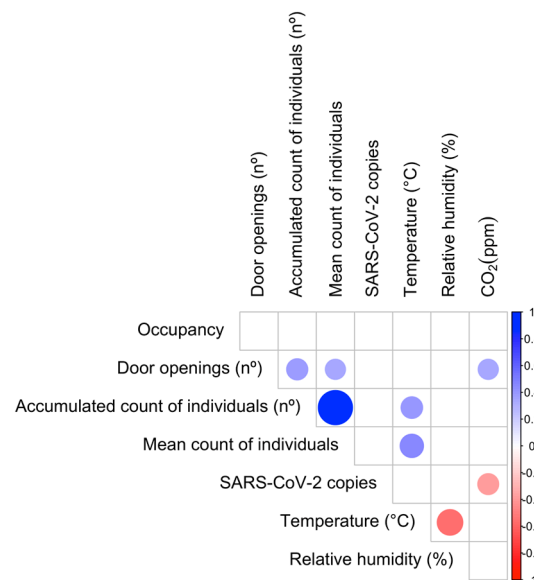 Door openings (nº)
Accumulated count of individuals (nº)
Mean count of individuals
SARS-CoV-2 copies
Temperature (°C)
Relative humidity (%)
CO₂(ppm)
Occupancy
Door openings (nº)
Accumulated count of individuals (nº)
Mean count of individuals
SARS-CoV-2 copies
Temperature (°C)
Relative humidity (%)
1
0